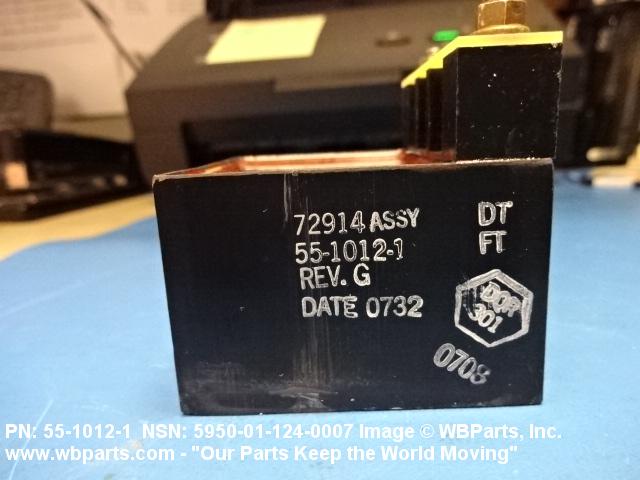 72914 ASSY
55-1012-1
REV. G
DATE 0732
DT
FT
DQR
301
0708
PN: 55-1012-1 NSN: 5950-01-124-0007 Image © WBParts, Inc.
www.wbparts.com - "Our Parts Keep the World Moving"